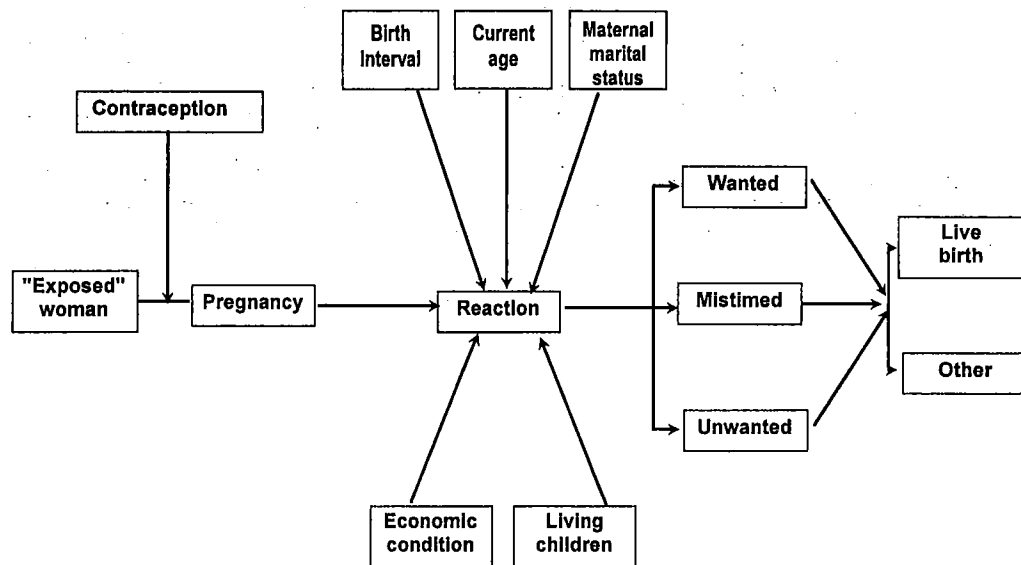 Birth
Interval
Current
age
Maternal
marital
status
Contraception
Wanted
Live
birth
"Exposed"
woman
Pregnancy
Reaction
Mistimed
Other
Unwanted
Economic
condition
Living
children